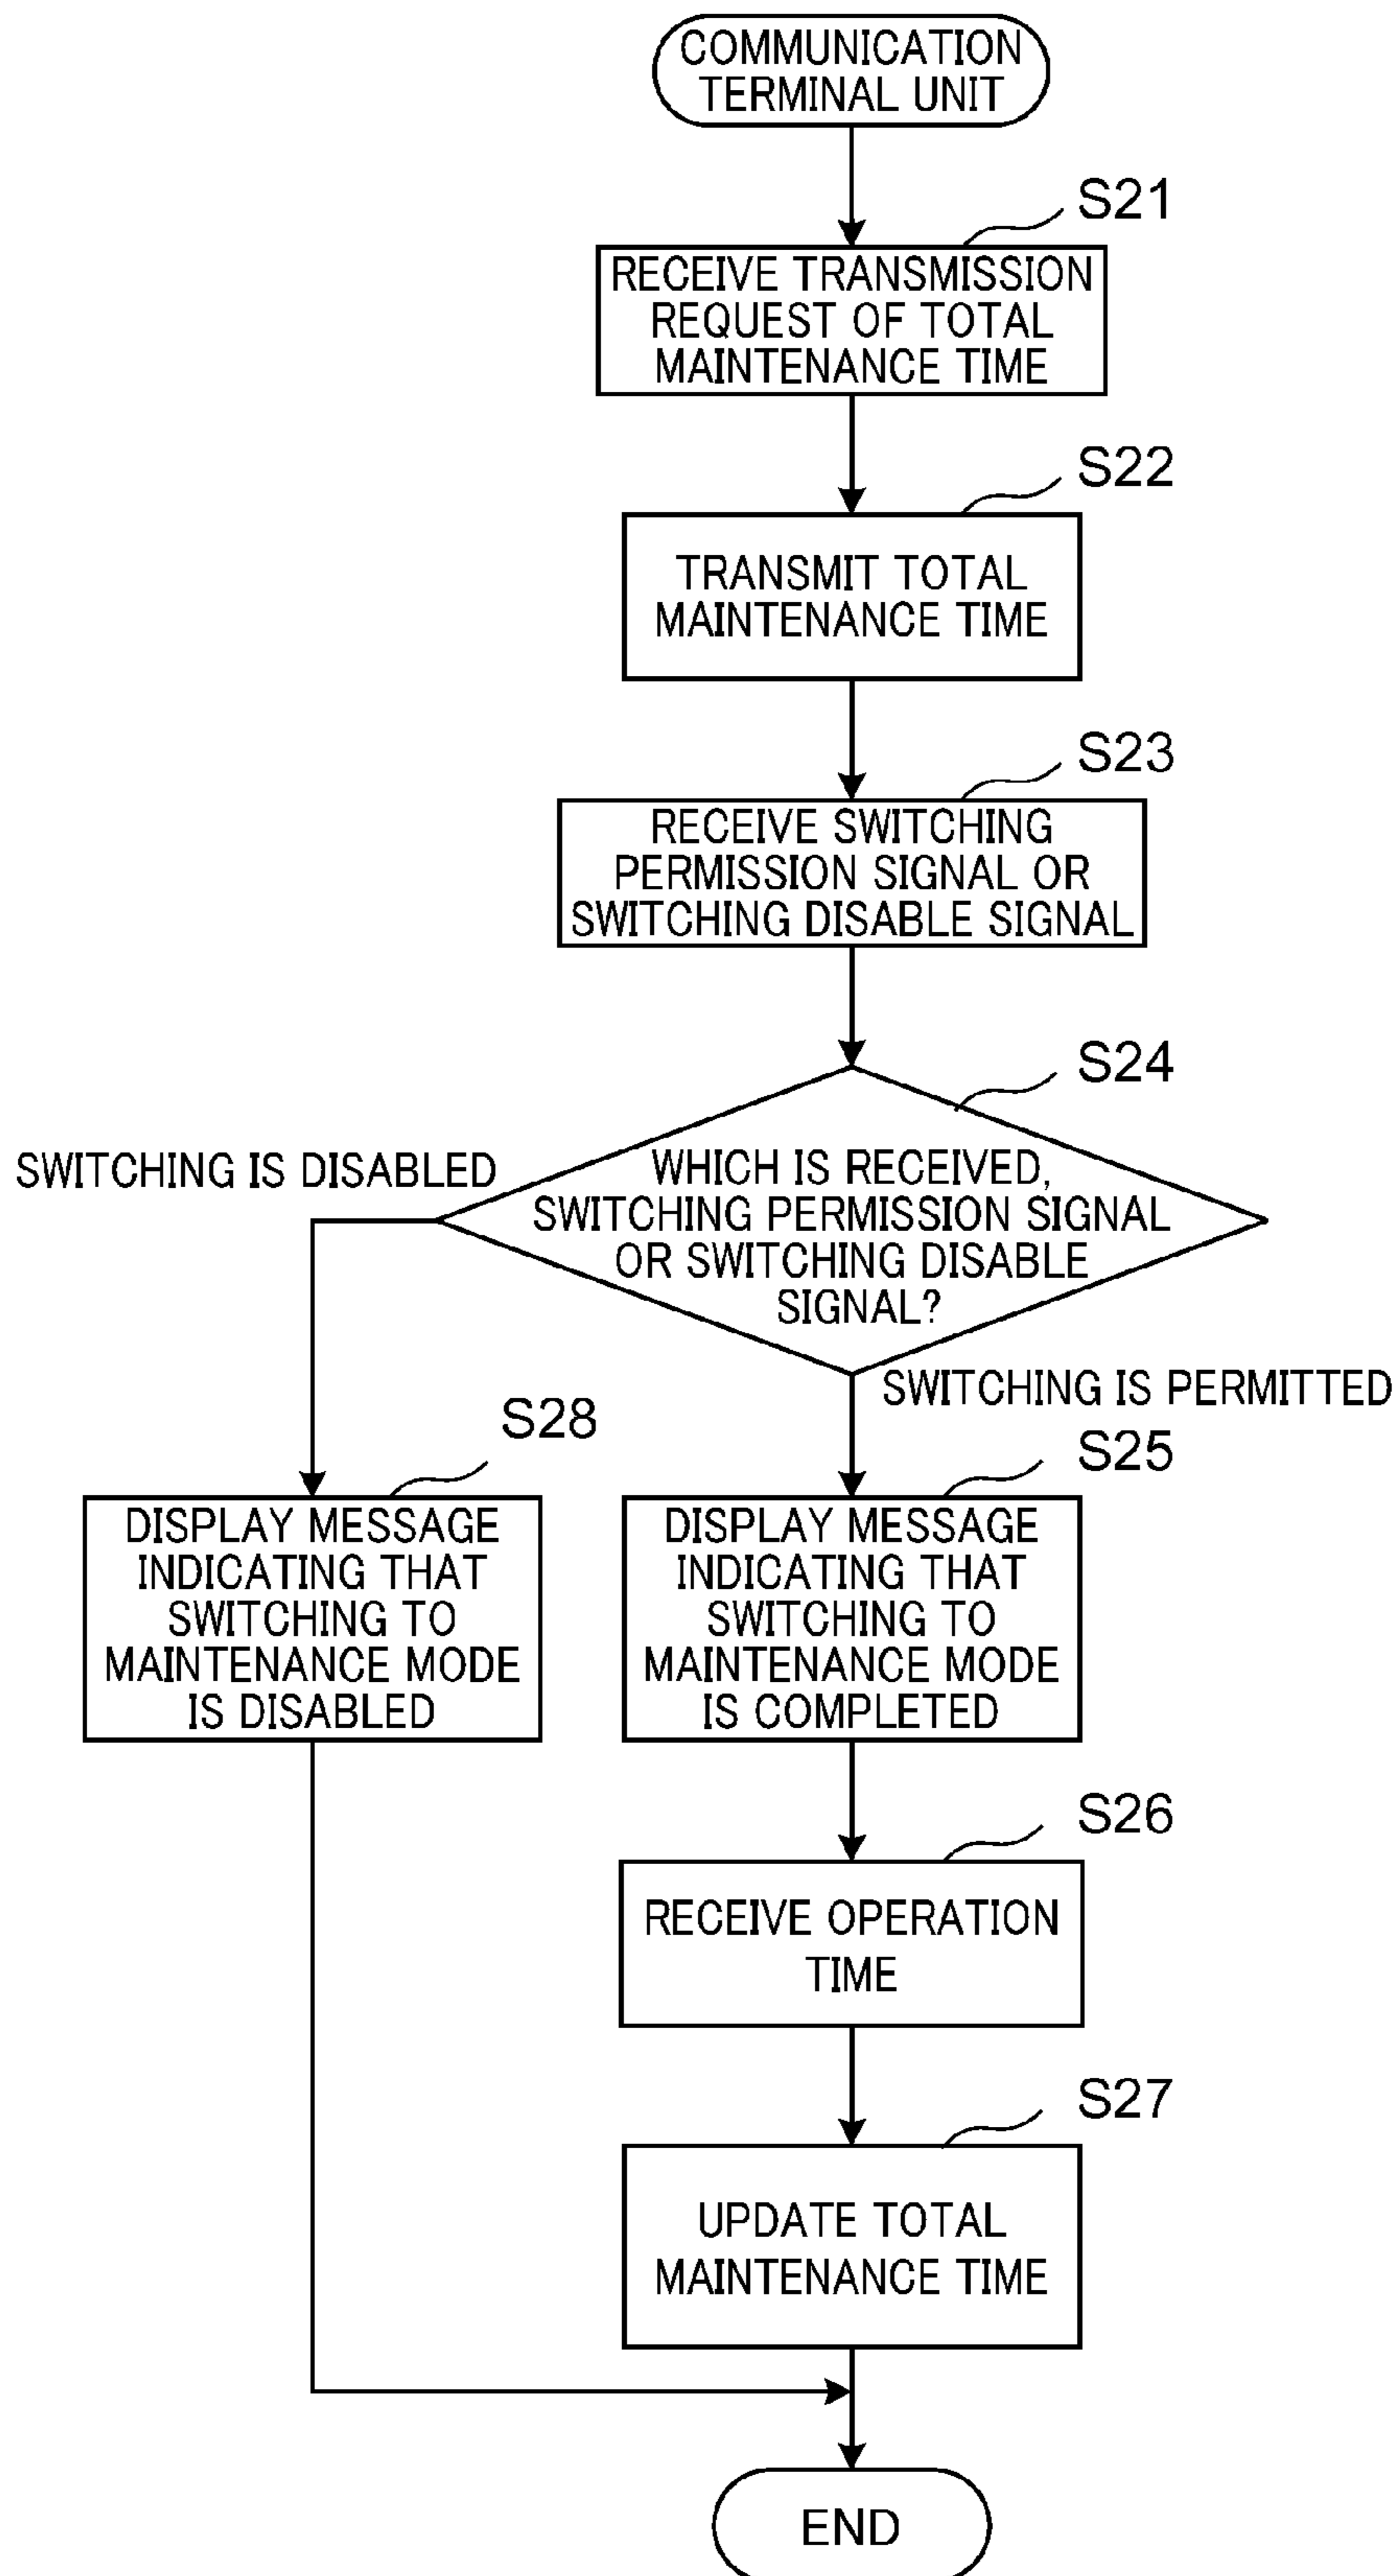 COMMUNICATION
TERMINAL UNIT
S21
RECEIVE TRANSMISSION
REQUEST OF TOTAL
MAINTENANCE TIME
S22
TRANSMIT TOTAL
MAINTENANCE TIME
S23
RECEIVE SWITCHING
PERMISSION SIGNAL OR
SWITCHING DISABLE SIGNAL
S24
WHICH IS RECEIVED,
SWITCHING PERMISSION SIGNAL
OR SWITCHING DISABLE
SIGNAL?
SWITCHING IS DISABLED
SWITCHING IS PERMITTED
S28
DISPLAY MESSAGE
INDICATING THAT
SWITCHING TO
MAINTENANCE MODE
IS DISABLED
S25
DISPLAY MESSAGE
INDICATING THAT
SWITCHING TO
MAINTENANCE MODE
IS COMPLETED
S26
RECEIVE OPERATION
TIME
S27
UPDATE TOTAL
MAINTENANCE TIME
END